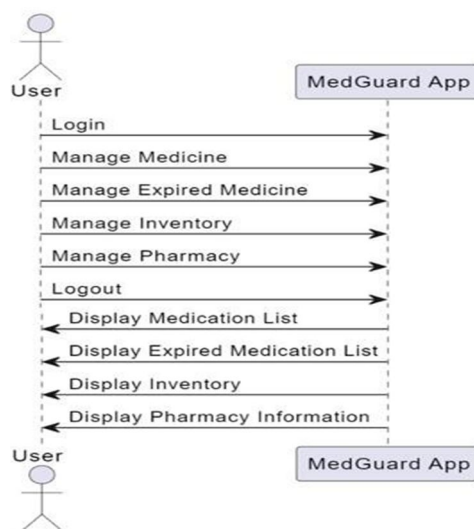 User
MedGuard App
Login
Manage Medicine
Manage Expired Medicine
Manage Inventory
Manage Pharmacy
Logout
Display Medication List
Display Expired Medication List
Display Inventory
Display Pharmacy Information
User
MedGuard App